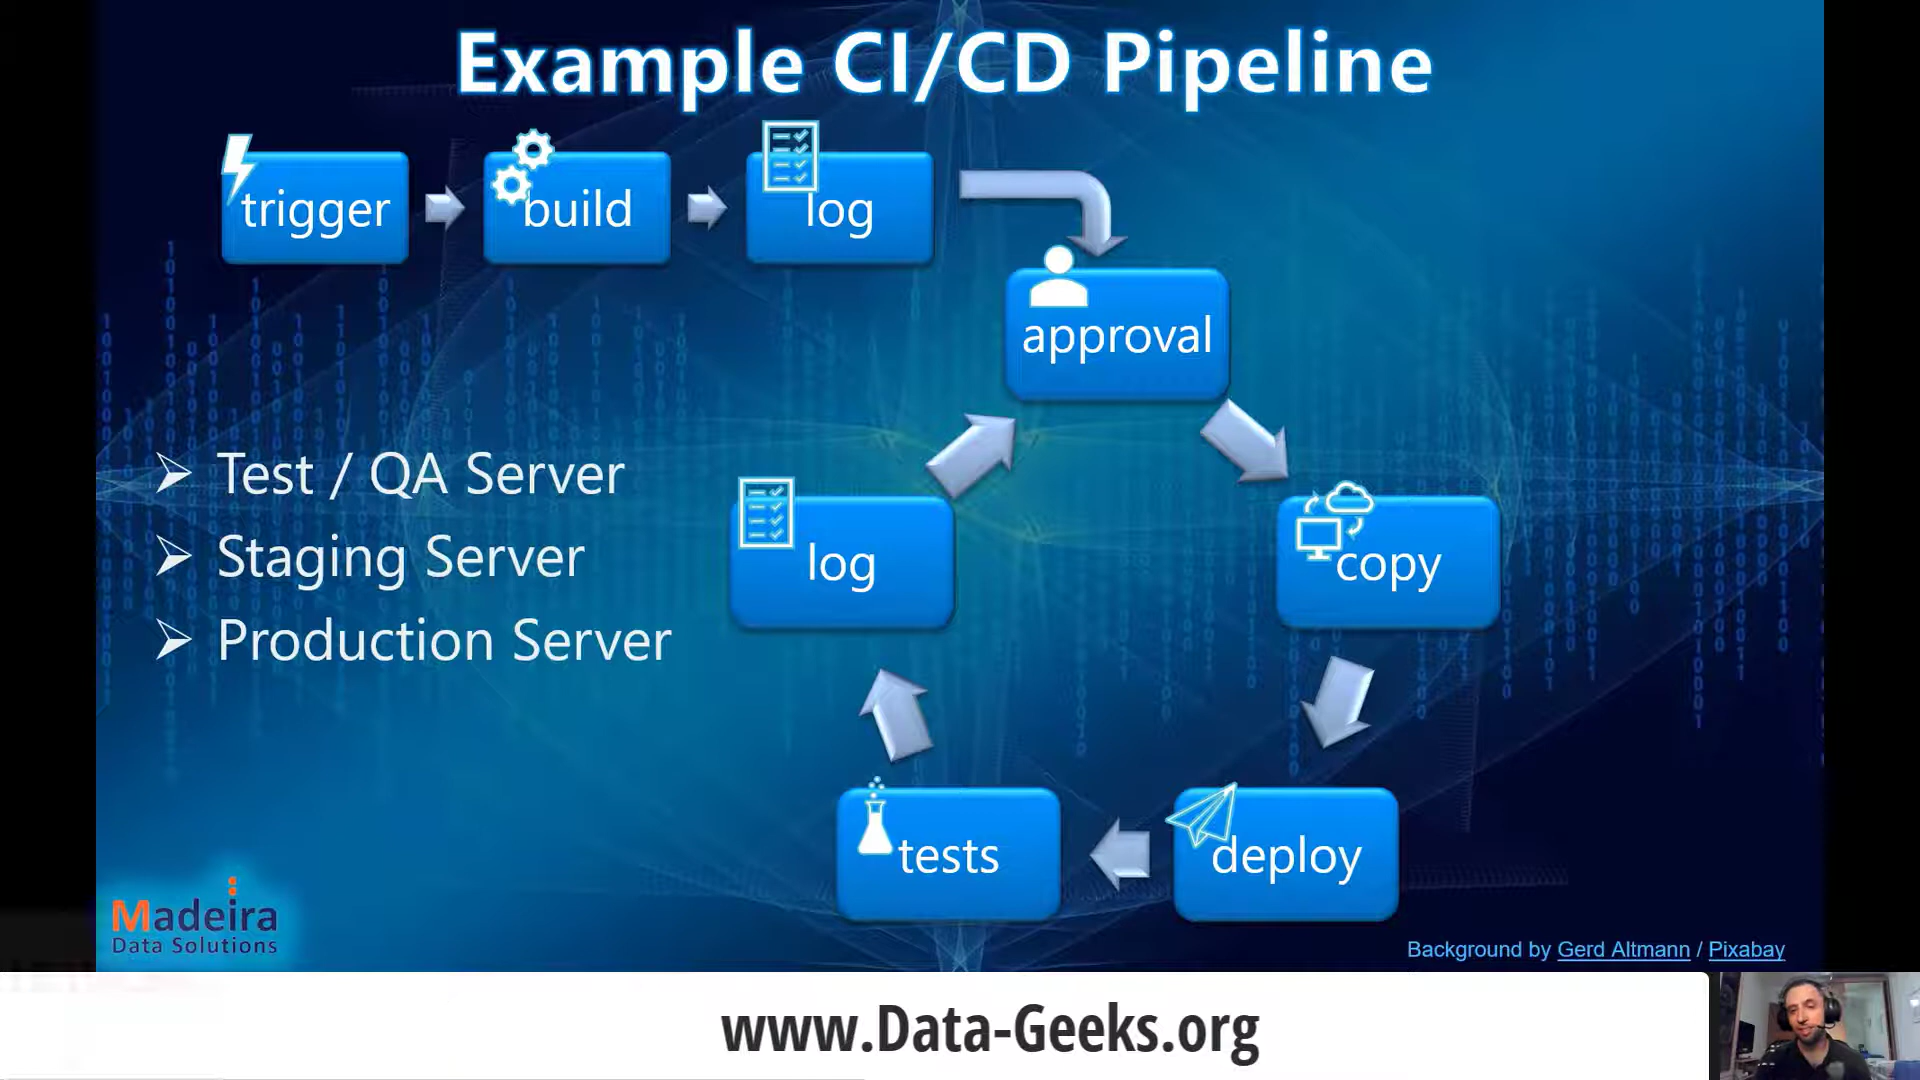 Example CI/CD Pipeline
trigger
build
log
approval
copy
deploy
tests
log
➢ Test / QA Server
➢ Staging Server
➢ Production Server
Madeira
Data Solutions
Background by Gerd Altmann / Pixabay
www.Data-Geeks.org